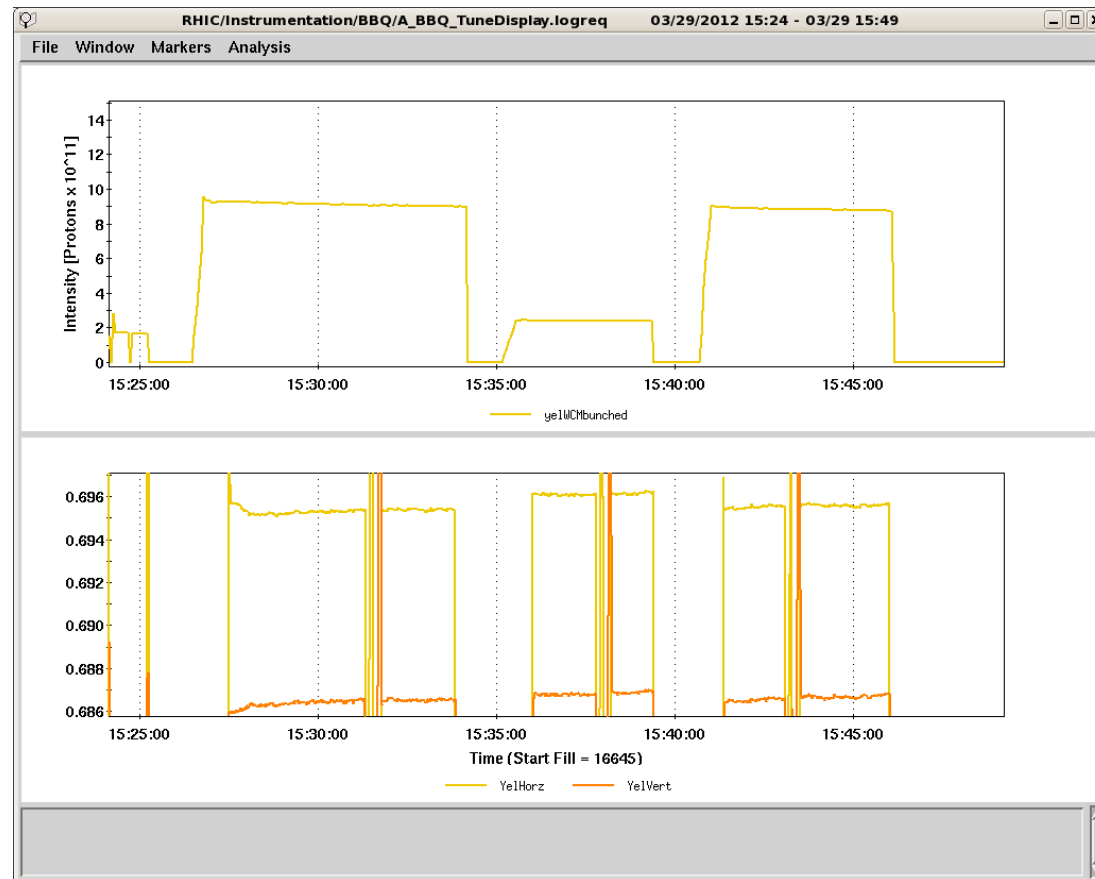 RHIC/Instrumentation/BBQ/A_BBQ_TuneDisplay.logreq 03/29/2012 15:24 - 03/29 15:49
File Window Markers Analysis
Intensity [Protons x 10^11]
14
12
10
8
6
4
2
0
15:25:00 15:30:00 15:35:00 15:40:00 15:45:00
yelWCMbunched
0.696
0.694
0.692
0.690
0.688
0.686
15:25:00 15:30:00 15:35:00 15:40:00 15:45:00
Time (Start Fill = 16645)
YelHorz YelVert